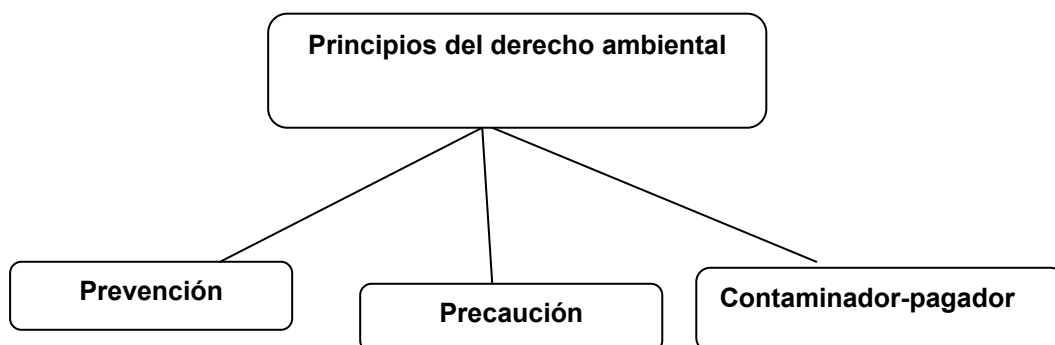 Principios del derecho ambiental
Prevención
Precaución
Contaminador-pagador